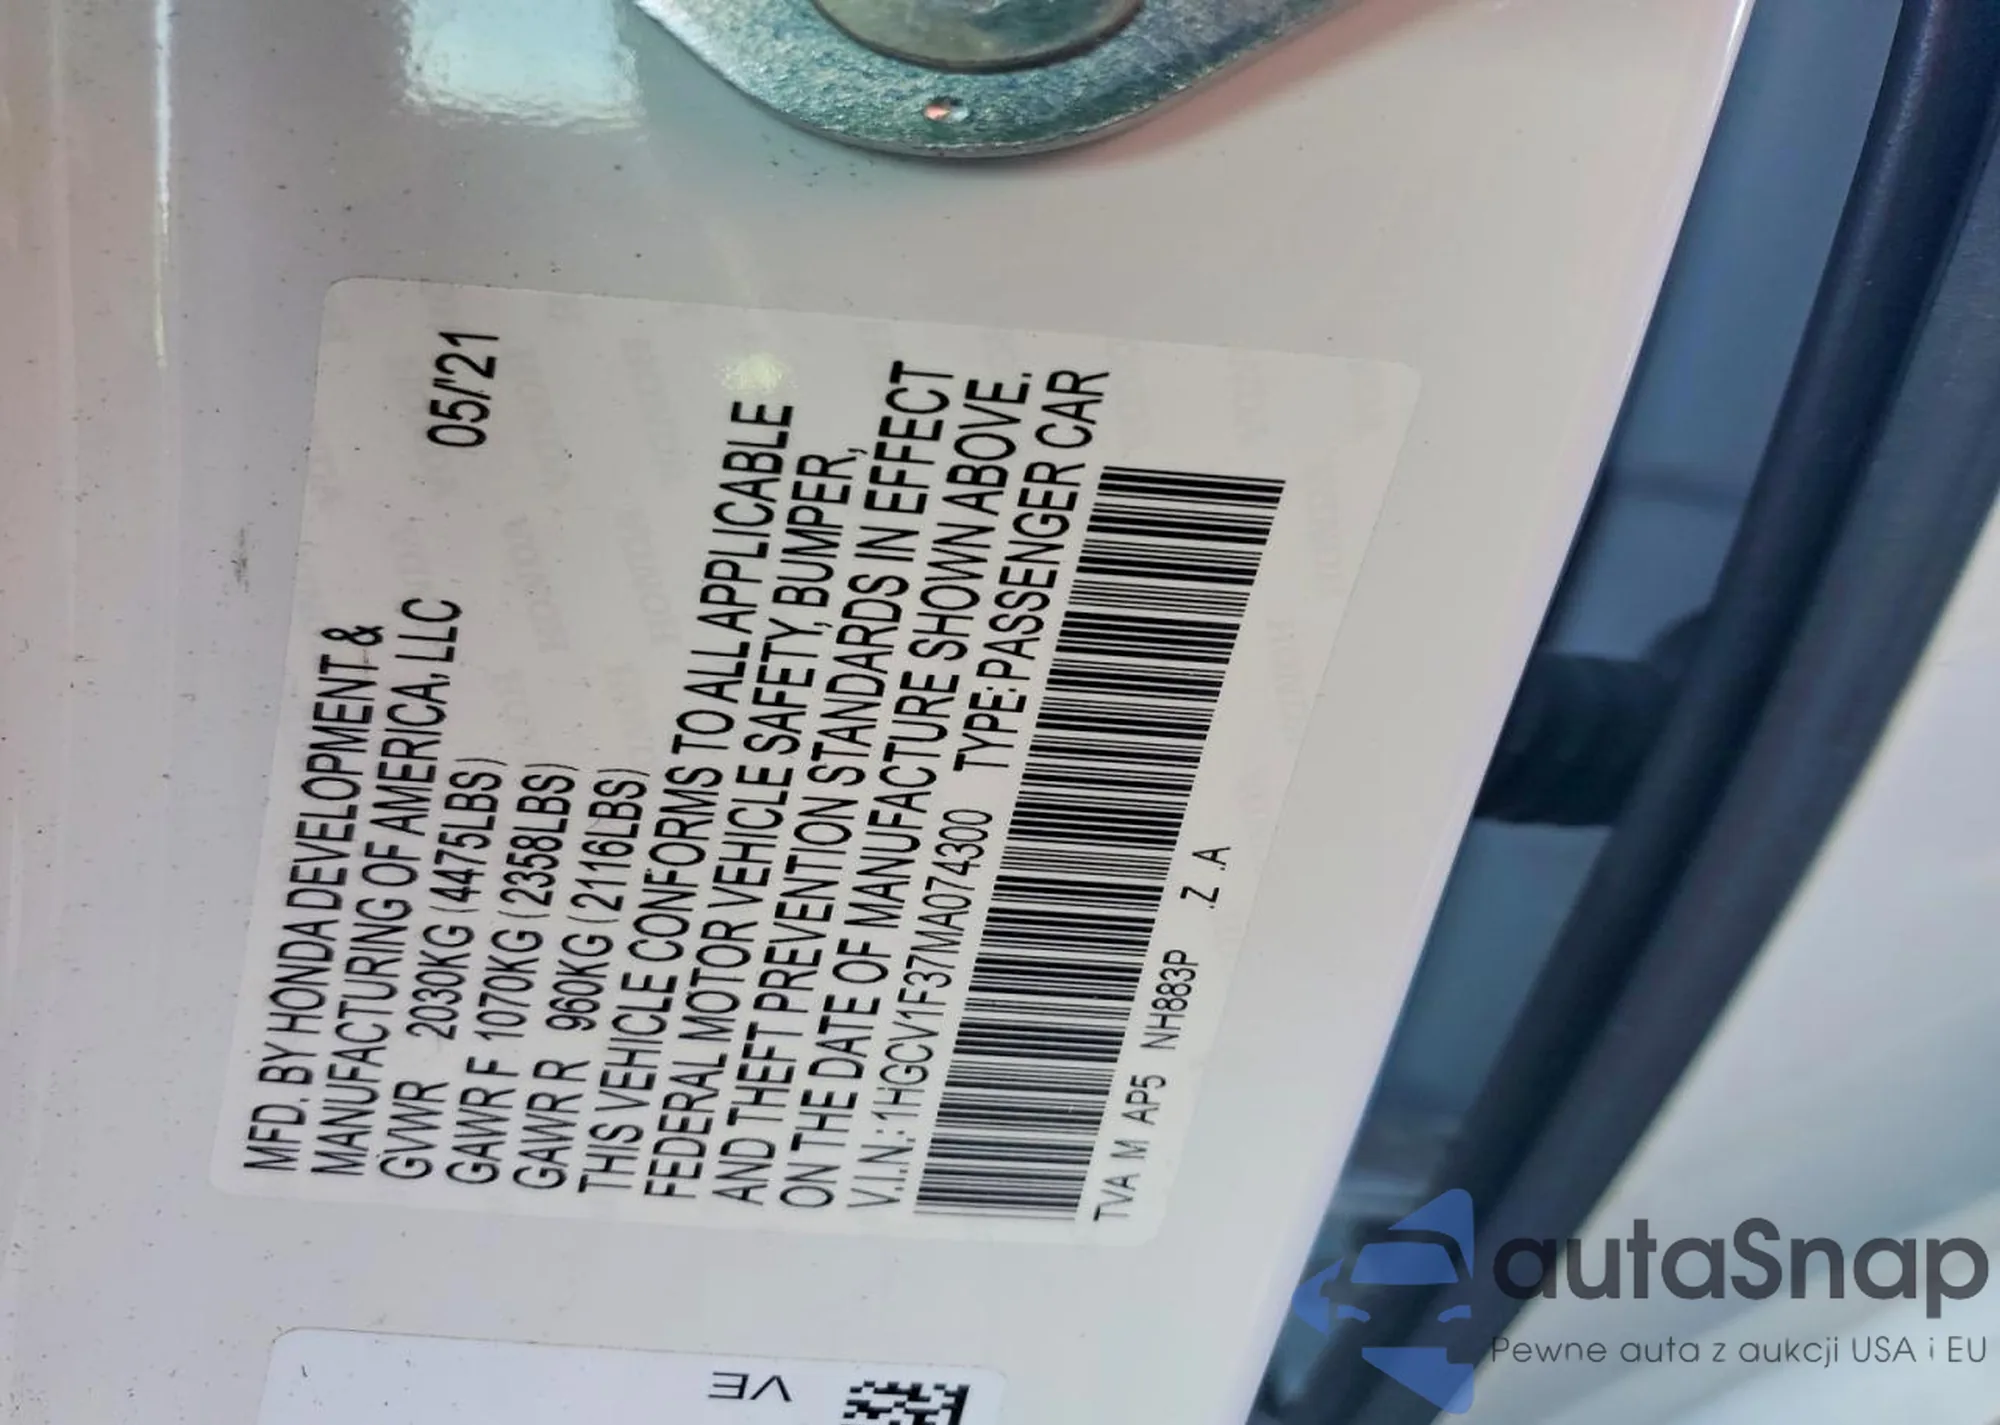 MFD. BY HONDA DEVELOPMENT &
MANUFACTURING OF AMERICA, LLC
05/'21
GVWR 2030KG (4475LBS)
GAWR F 1070KG (2358LBS)
GAWR R 960KG (2116LBS)
THIS VEHICLE CONFORMS TO ALL APPLICABLE
FEDERAL MOTOR VEHICLE SAFETY, BUMPER,
AND THEFT PREVENTION STANDARDS IN EFFECT
ON THE DATE OF MANUFACTURE SHOWN ABOVE.
V.I.N.: 1HGCV1F37MA074300 TYPE: PASSENGER CAR
TVA M AP5 NH883P .Z .A
VE
autaSnap
Pewne auta z aukcji USA i EU